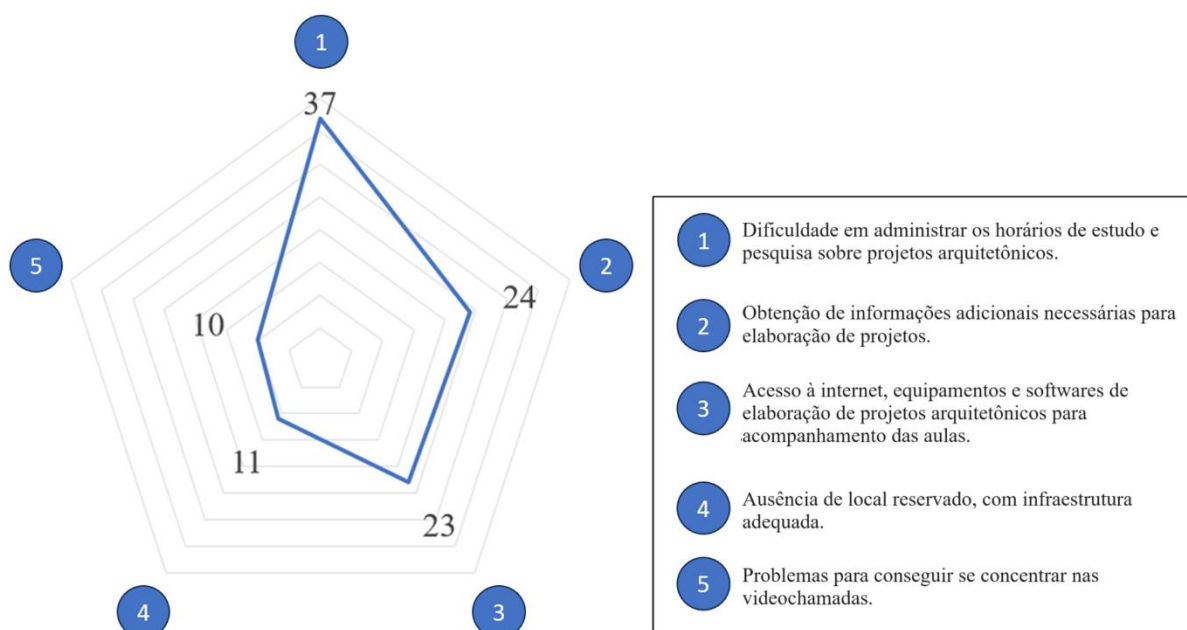 1
37
5
2
24
10
11
23
4
3
1
Dificuldade em administrar os horários de estudo e
pesquisa sobre projetos arquitetônicos.
2
Obtenção de informações adicionais necessárias para
elaboração de projetos.
3
Acesso à internet, equipamentos e softwares de
elaboração de projetos arquitetônicos para
acompanhamento das aulas.
4
Ausência de local reservado, com infraestrutura
adequada.
5
Problemas para conseguir se concentrar nas
videochamadas.